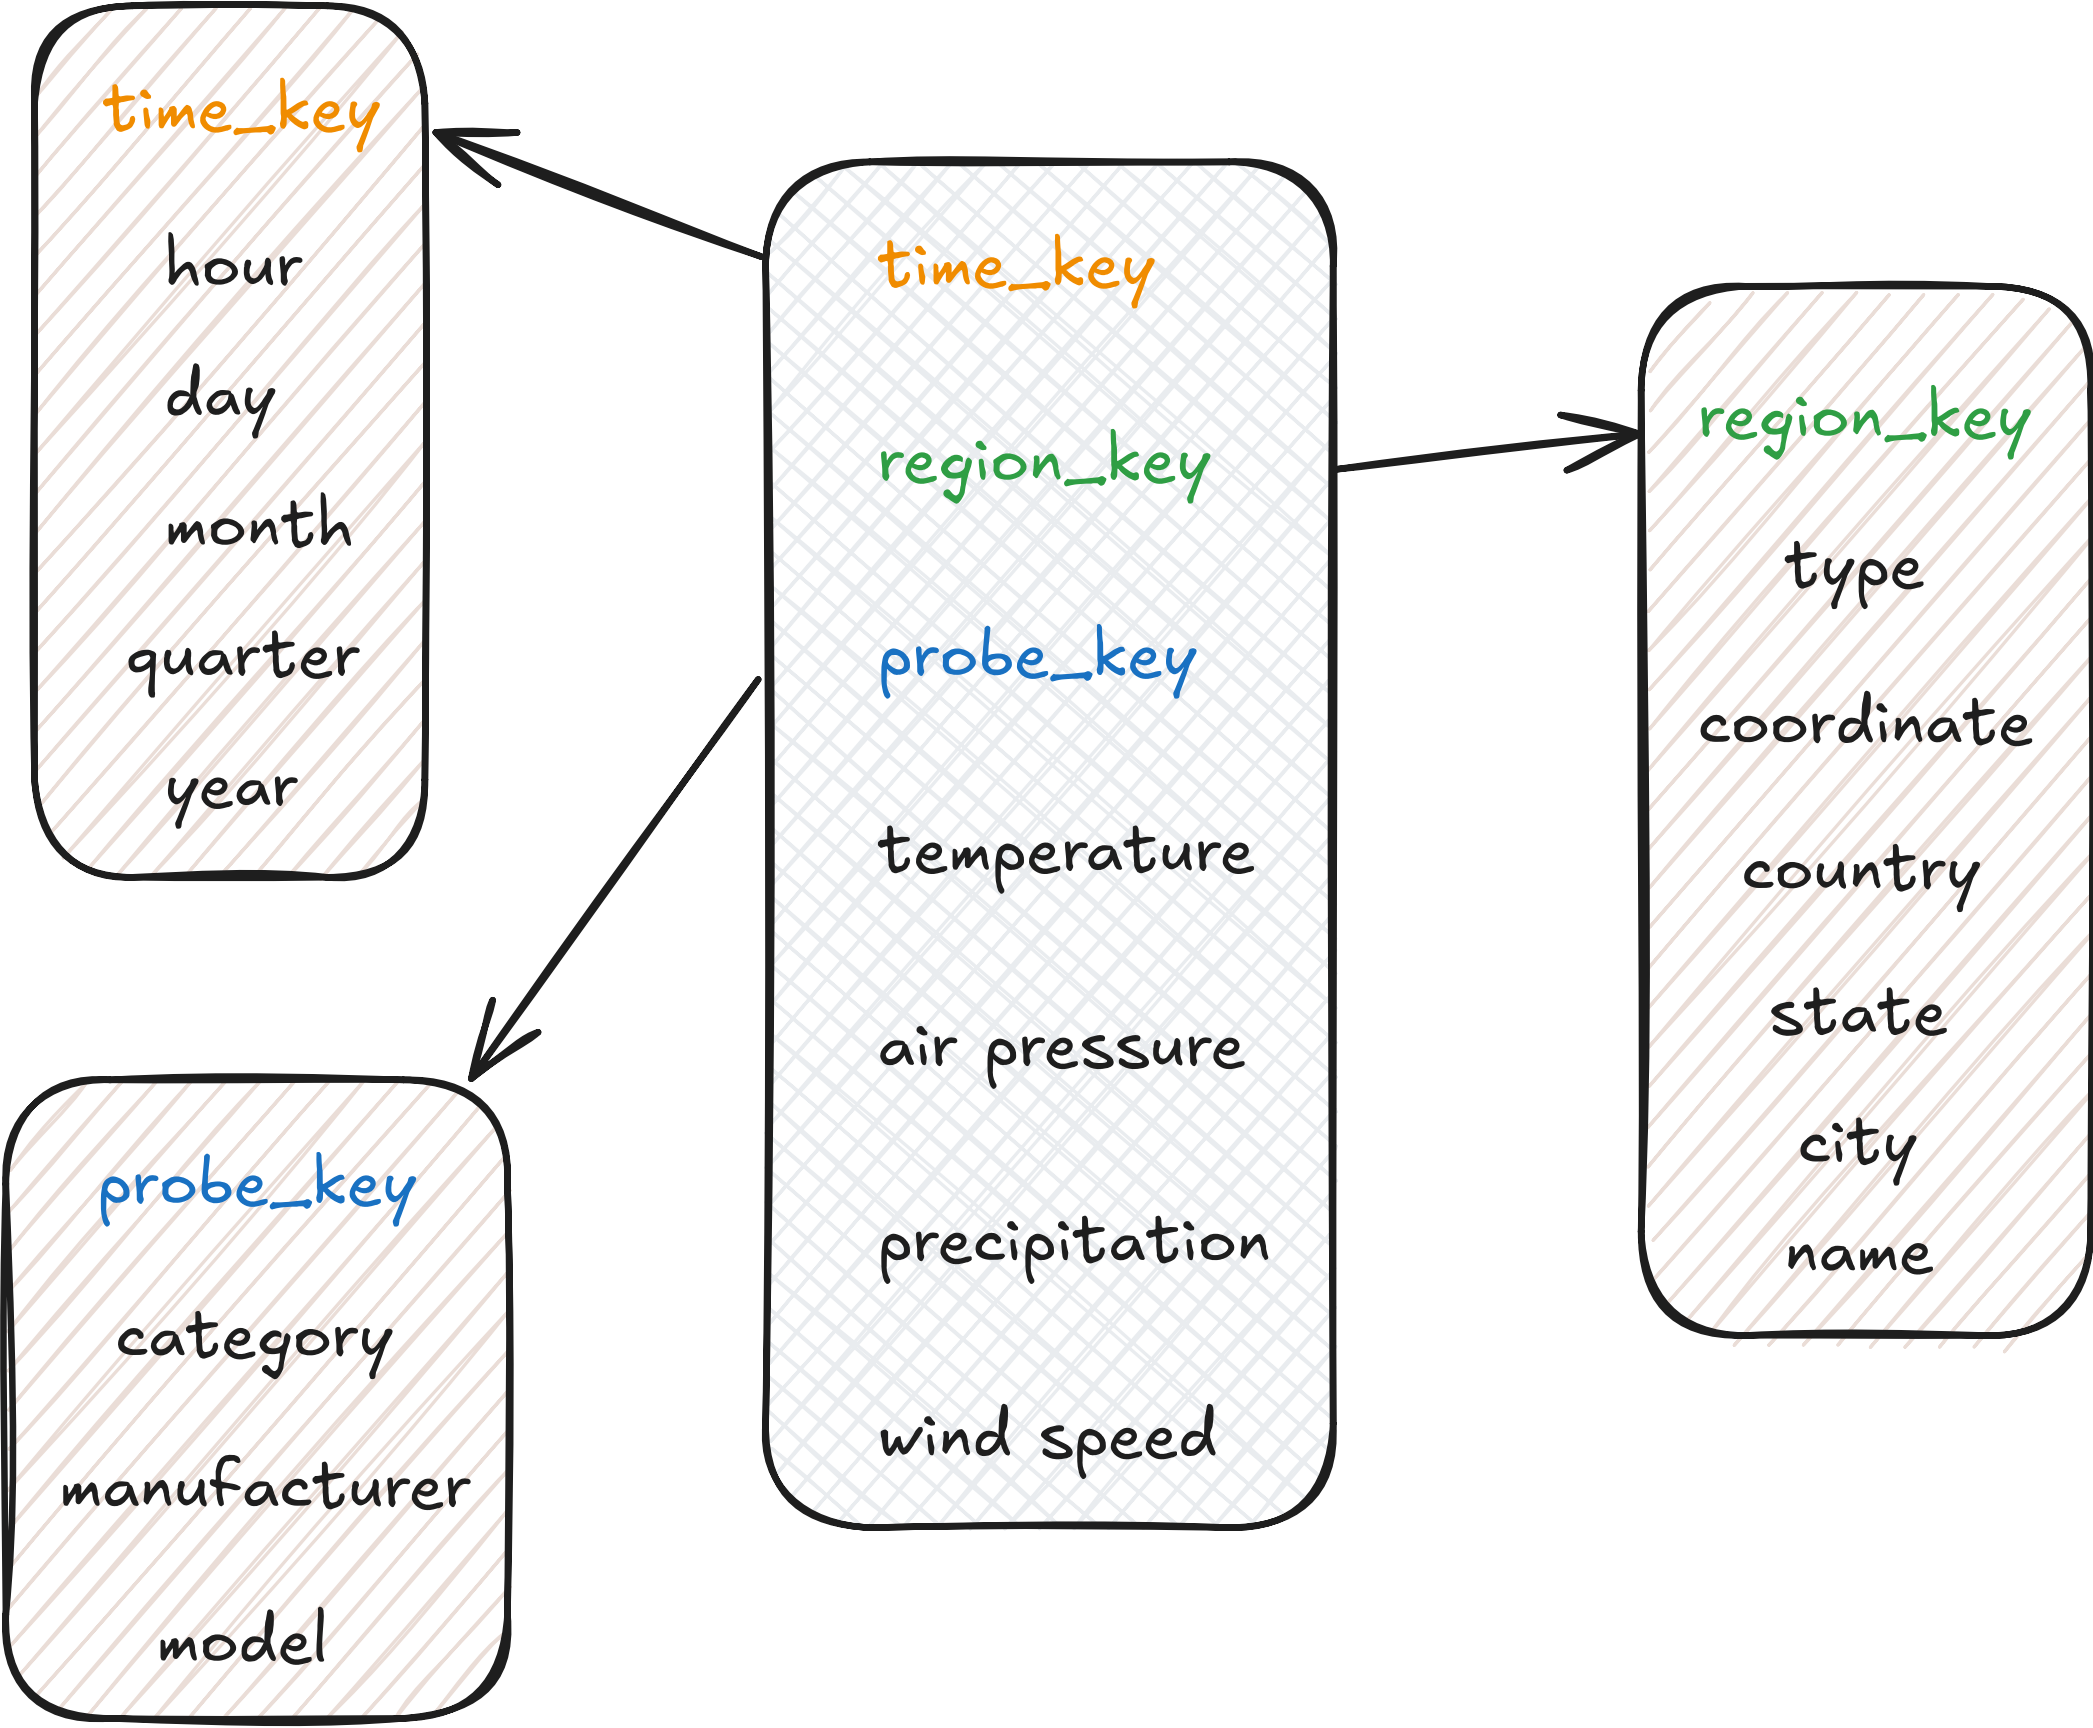 time_key
hour
day
month
quarter
year
probe_key
category
manufacturer
model
time_key
region_key
probe_key
temperature
air pressure
precipitation
wind speed
region_key
type
coordinate
country
state
city
name